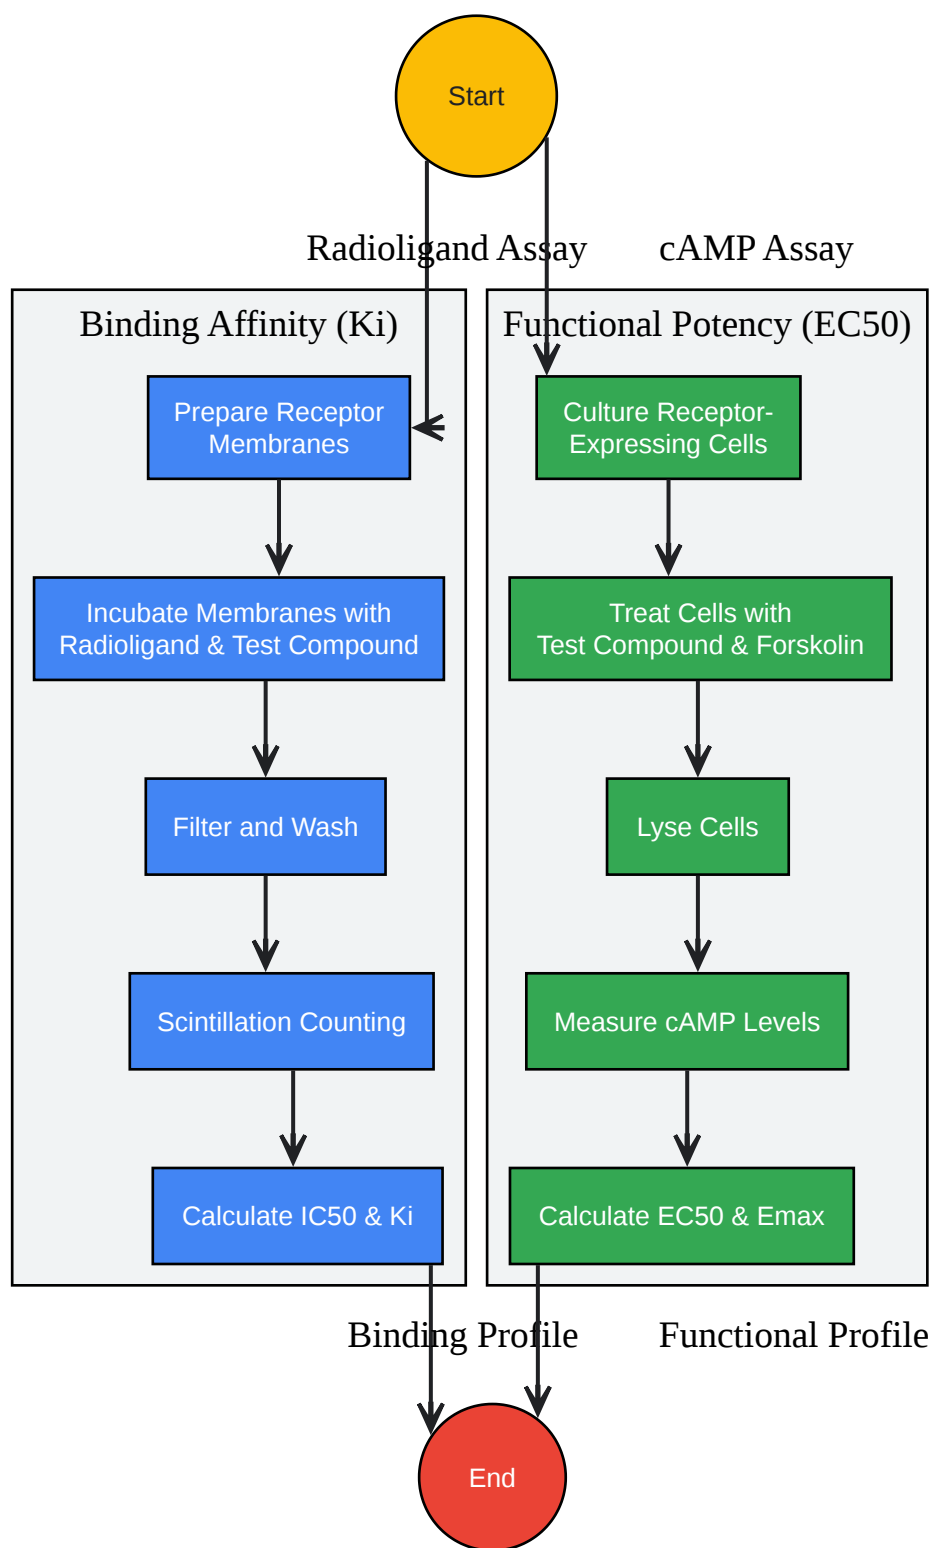 Start
Radioligand Assay
cAMP Assay
Binding Affinity (Ki)
Prepare Receptor
Membranes
Incubate Membranes with
Radioligand & Test Compound
Filter and Wash
Scintillation Counting
Calculate IC50 & Ki
Functional Potency (EC50)
Culture Receptor-
Expressing Cells
Treat Cells with
Test Compound & Forskolin
Lyse Cells
Measure cAMP Levels
Calculate EC50 & Emax
Binding Profile
Functional Profile
End